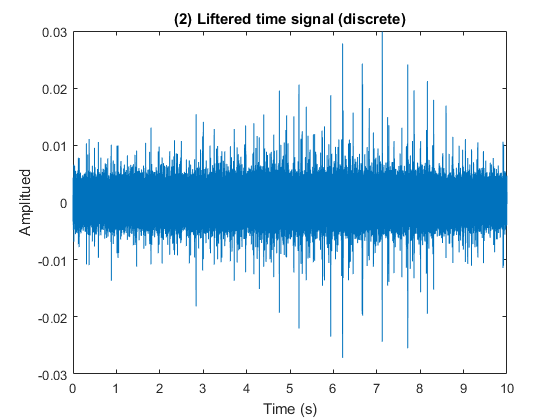 (2) Liftered time signal (discrete)
0.03
0.02
0.01
0
-0.01
-0.02
-0.03
Amplitued
0 1 2 3 4 5 6 7 8 9 10
Time (s)